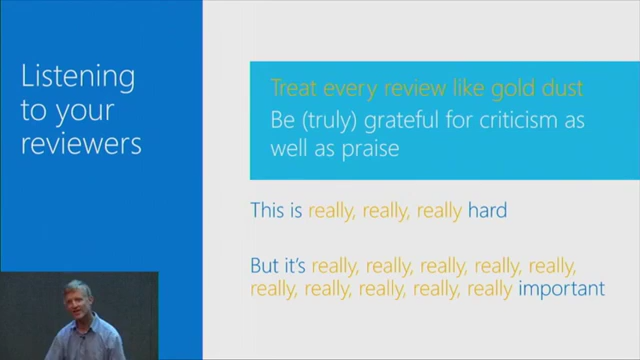 Listening
to your
reviewers
Treat every review like gold dust
Be (truly) grateful for criticism as
well as praise
This is really, really, really hard
But it's really, really, really, really, really,
really, really, really, really, really important